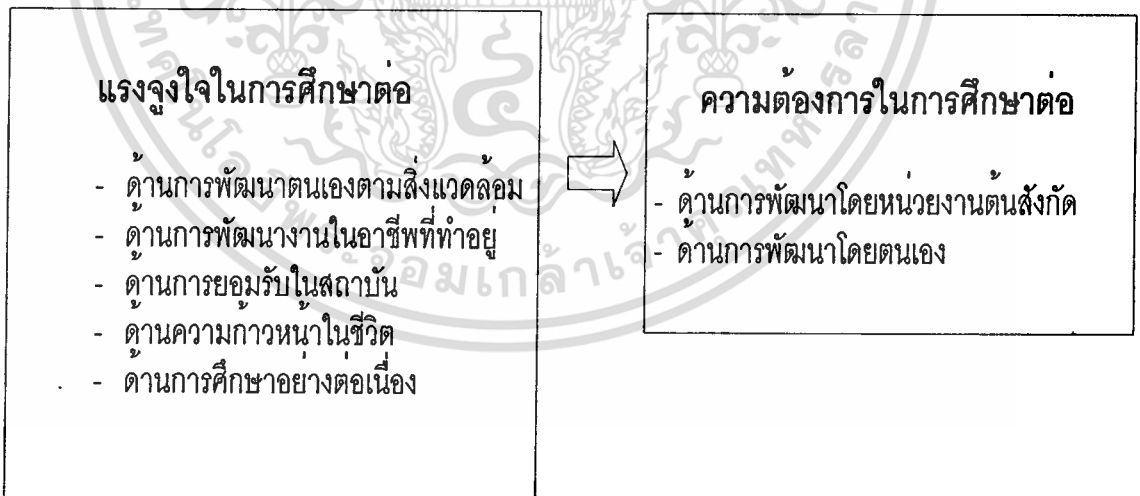 แรงจูงใจในการศึกษาต่อ
- ด้านการพัฒนาตนเองตามสิ่งแวดล้อม
- ด้านการพัฒนางานในอาชีพที่ทำอยู่
- ด้านการยอมรับในสถาบัน
- ด้านความก้าวหน้าในชีวิต
- ด้านการศึกษาอย่างต่อเนื่อง
ความต้องการในการศึกษาต่อ
- ด้านการพัฒนาโดยหน่วยงานต้นสังกัด
- ด้านการพัฒนาโดยตนเอง